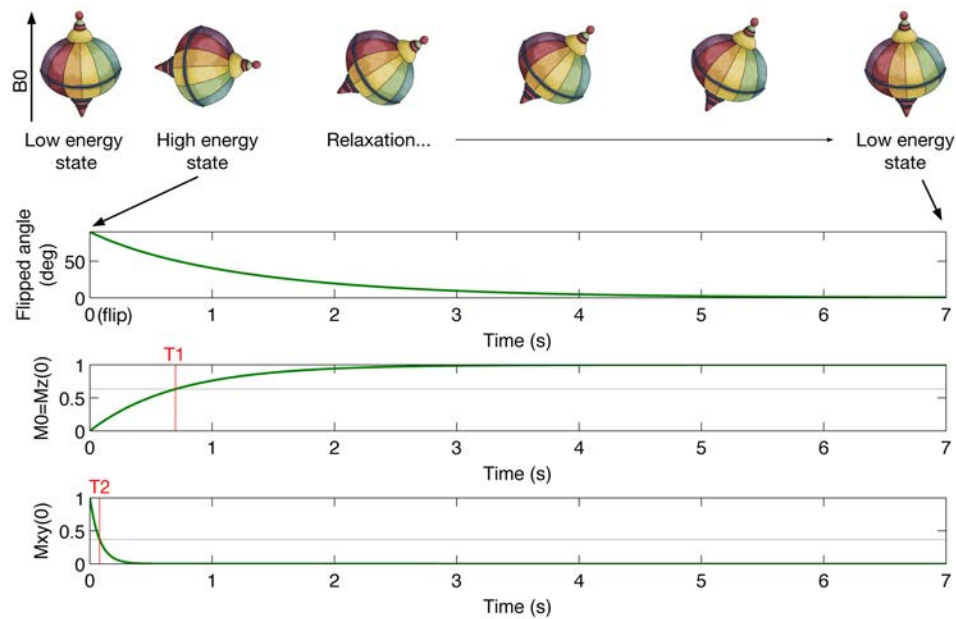 B0
Low energy
state
High energy
state
Relaxation...
Low energy
state
Flipped angle
(deg)
50
0
0(flip) 1 2 3 4 5 6 7
Time (s)
T1
M0=Mz(0)
1
0.5
0
0 1 2 3 4 5 6 7
Time (s)
T2
Mxy(0)
1
0.5
0
0 1 2 3 4 5 6 7
Time (s)